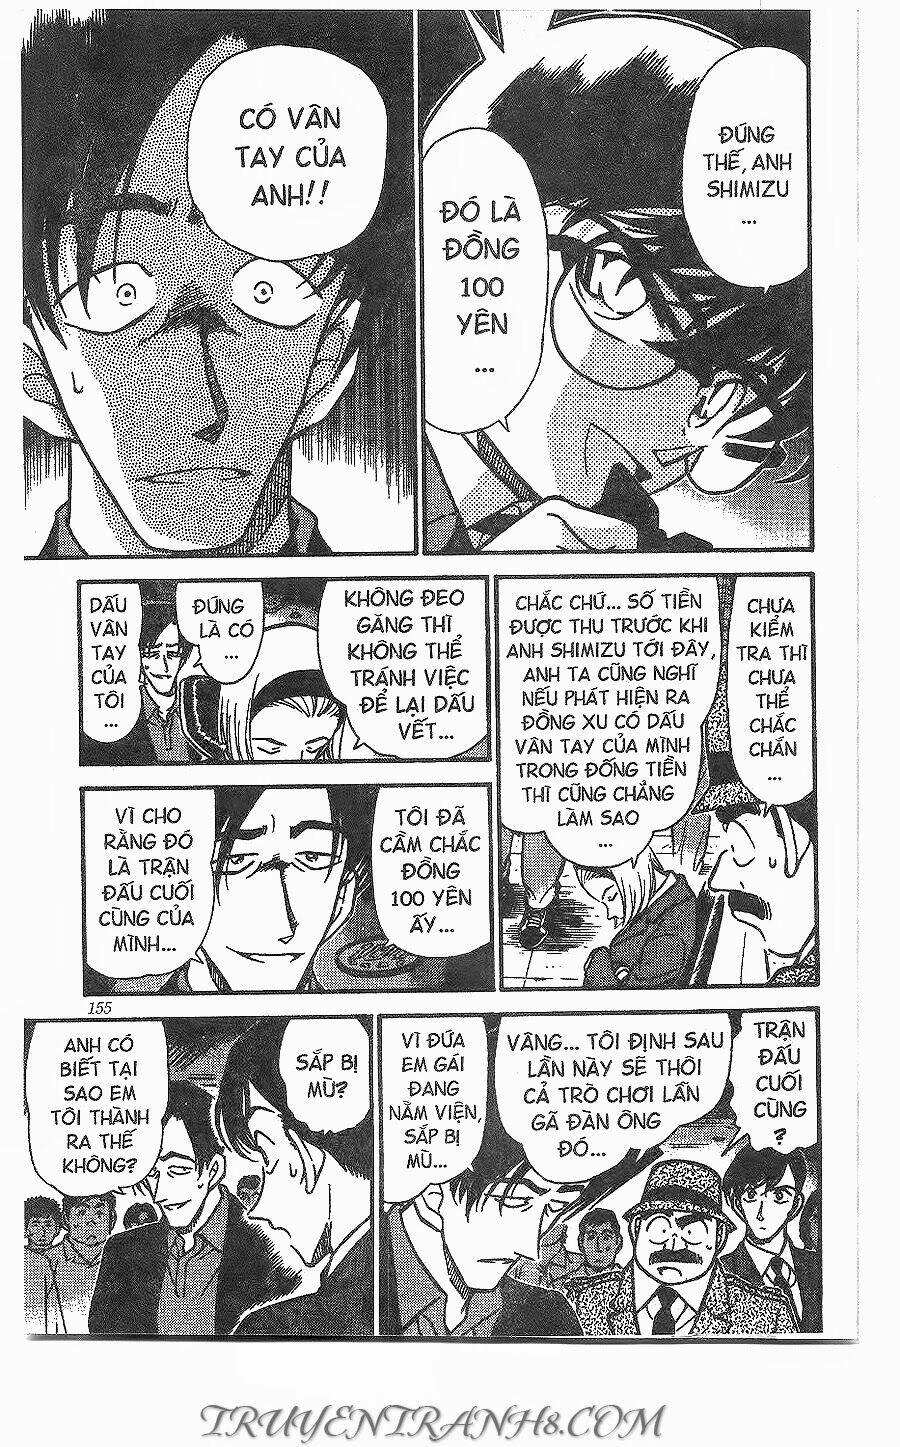 ĐÚNG
THẾ, ANH
SHIMIZU
...
ĐÓ LÀ
ĐỒNG
100
YÊN
...
CÓ VÂN
TAY CỦA
ANH!!
CHƯA
KIỂM
TRA THÌ
CHƯA
THỂ
CHẮC
CHẮN
...
CHẮC CHỨ... SỐ TIỀN
ĐƯỢC THU TRƯỚC KHI
ANH SHIMIZU TỚI ĐÂY,
ANH TA CŨNG NGHĨ
NẾU PHÁT HIỆN RA
ĐỒNG XU CÓ DẤU
VÂN TAY CỦA MÌNH
TRONG ĐỐNG TIỀN
THÌ CŨNG CHẲNG
LÀM SAO
...
KHÔNG ĐEO
GĂNG THÌ
KHÔNG THỂ
TRÁNH VIỆC
ĐỂ LẠI DẤU
VẾT...
ĐÚNG
LÀ CÓ
...
DẤU
VÂN
TAY
CỦA
TÔI
...
TÔI ĐÃ
CẦM CHẮC
ĐỒNG
100 YÊN
ẤY...
VÌ CHO
RẰNG ĐÓ
LÀ TRẬN
ĐẤU CUỐI
CÙNG CỦA
MÌNH...
155
TRẬN
ĐẤU
CUỐI
CÙNG
?
VÂNG... TÔI ĐỊNH SAU
LẦN NÀY SẼ THÔI
CẢ TRÒ CHƠI LẪN
GÃ ĐÀN ÔNG
ĐÓ...
VÌ ĐỨA
EM GÁI
ĐANG
NẰM VIỆN,
SẮP BỊ
MÙ...
SẮP BỊ
MÙ?
ANH CÓ
BIẾT TẠI
SAO EM
TÔI THÀNH
RA THẾ
KHÔNG?
TRUYENTRANH8.COM